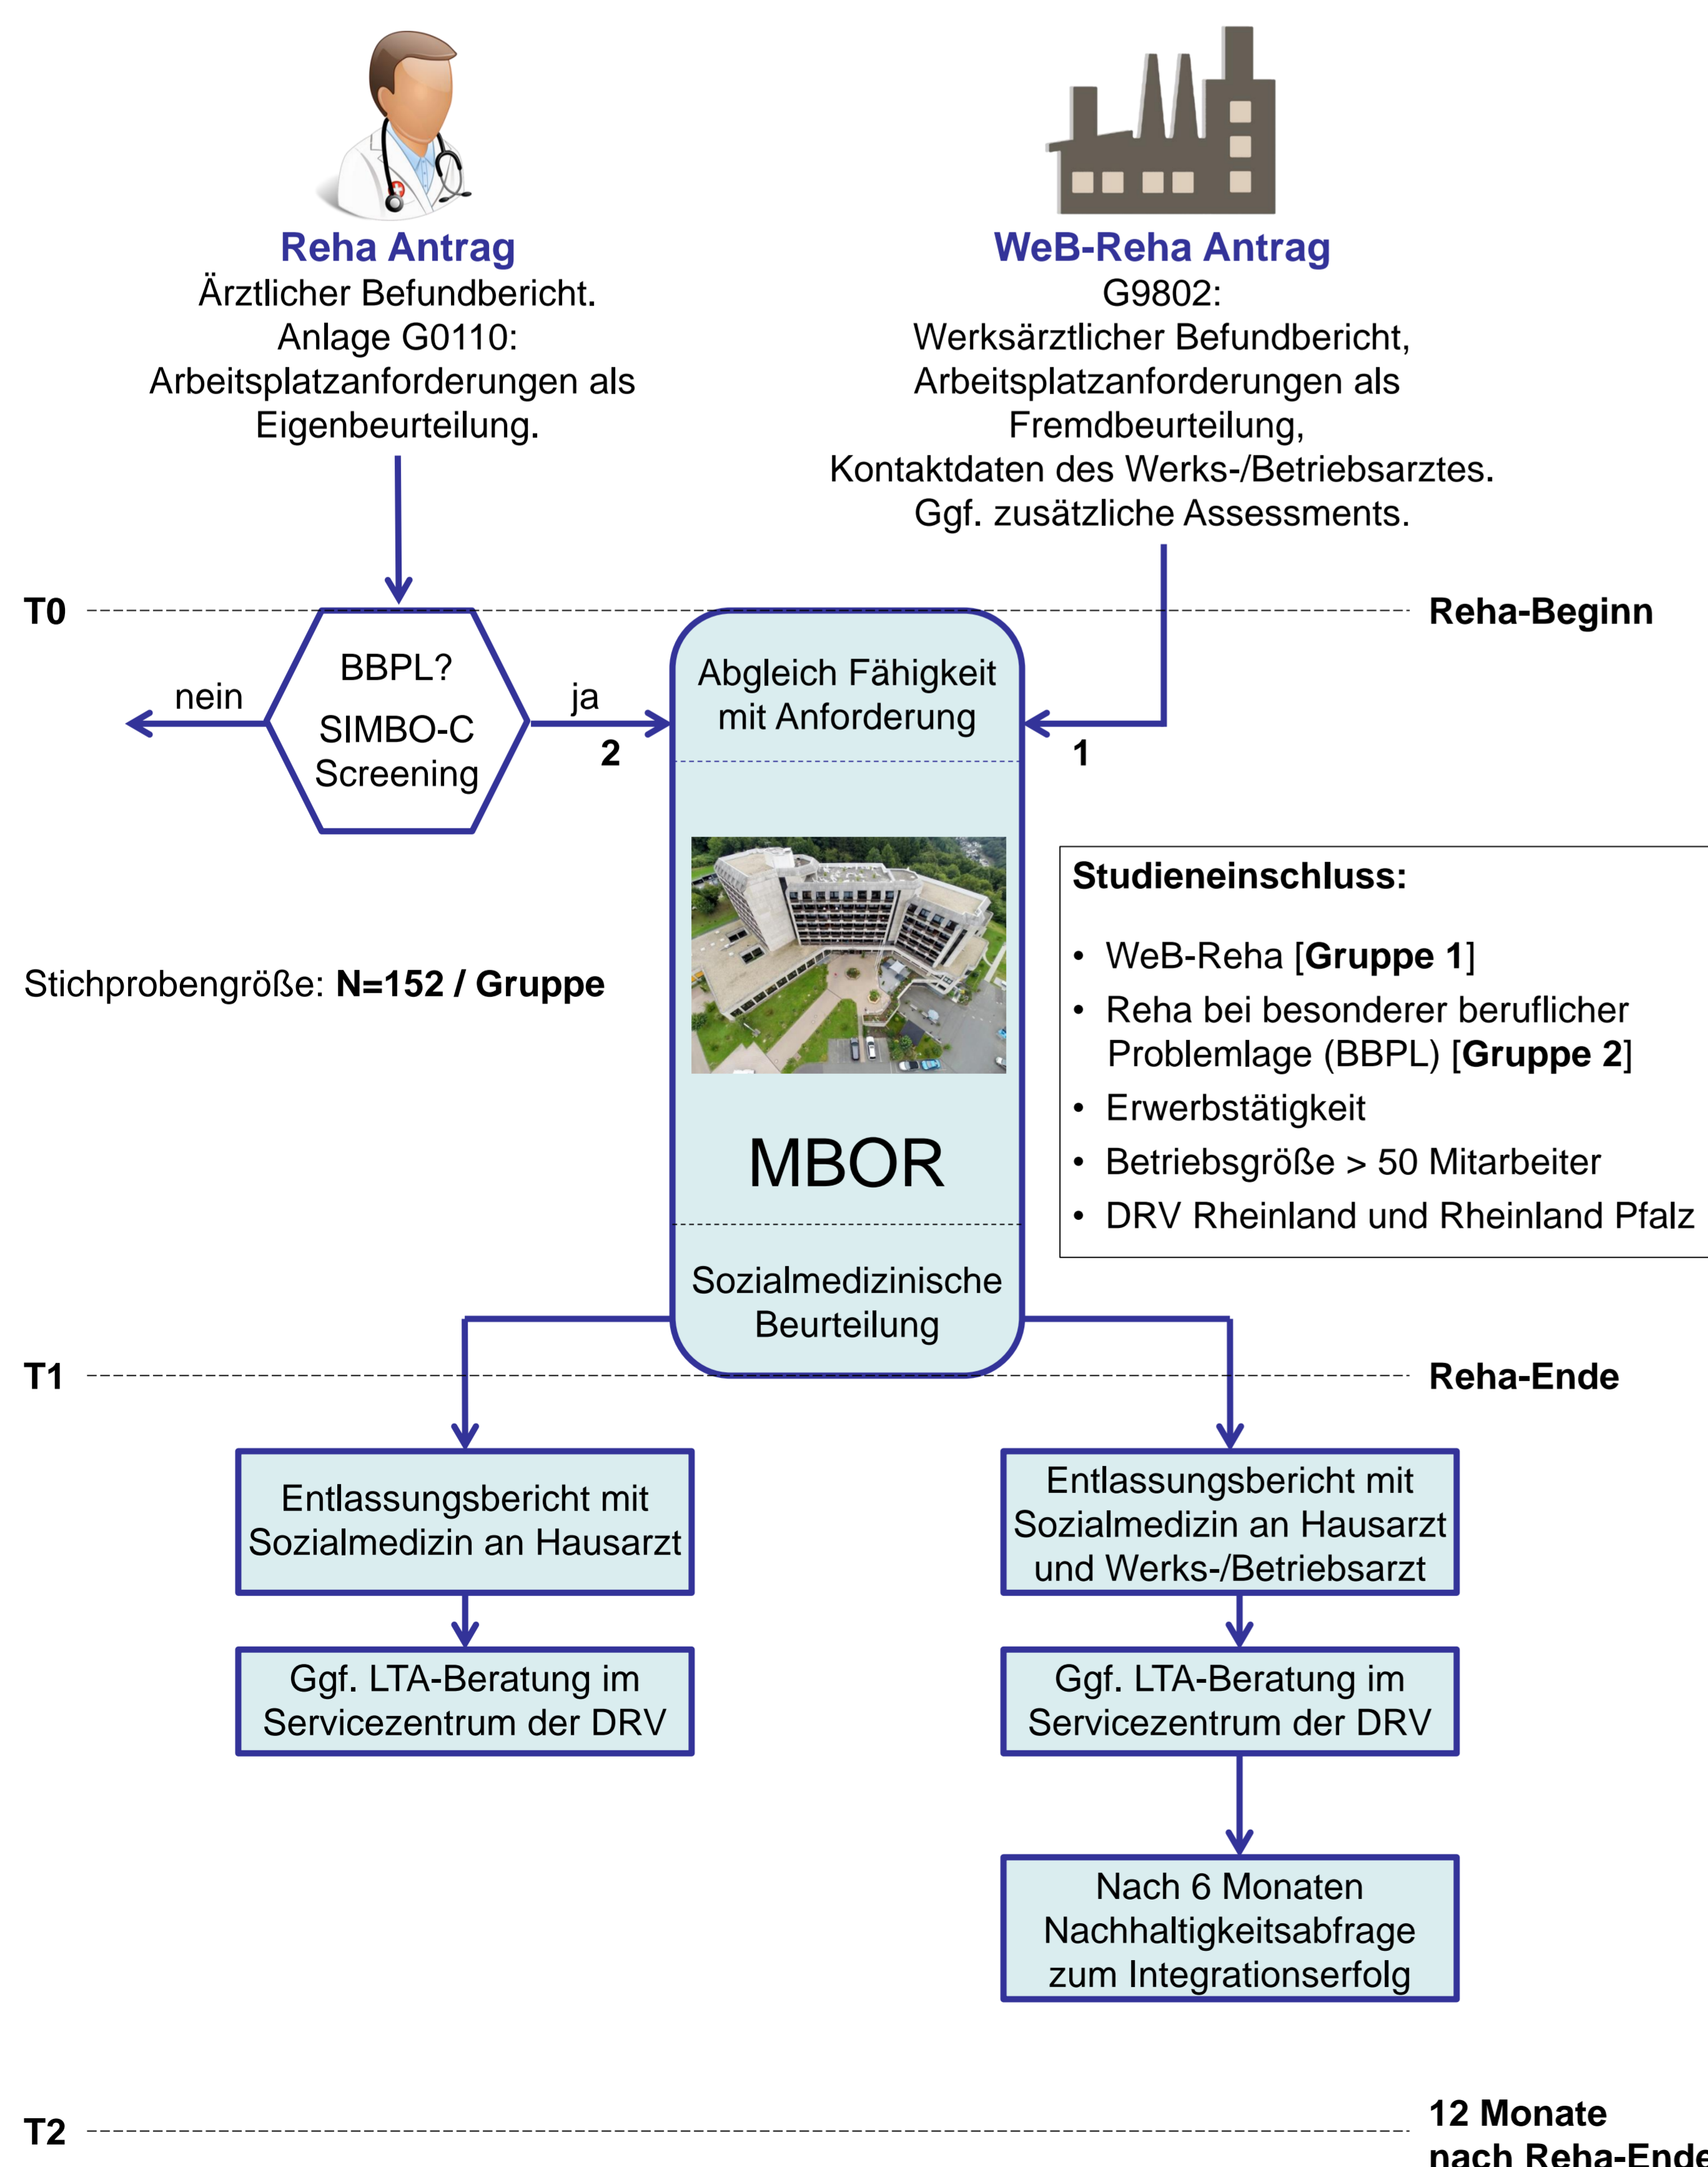 Reha Antrag
Ärztlicher Befundbericht.
Anlage G0110:
Arbeitsplatzanforderungen als
Eigenbeurteilung.
WeB-Reha Antrag
G9802:
Werksärztlicher Befundbericht,
Arbeitsplatzanforderungen als
Fremdbeurteilung,
Kontaktdaten des Werks-/Betriebsarztes.
Ggf. zusätzliche Assessments.
T0
Reha-Beginn
nein
BBPL?
SIMBO-C
Screening
ja
2
Abgleich Fähigkeit
mit Anforderung
1
Stichprobengröße: N=152 / Gruppe
MBOR
Sozialmedizinische
Beurteilung
Studieneinschluss:
• WeB-Reha [Gruppe 1]
• Reha bei besonderer beruflicher
Problemlage (BBPL) [Gruppe 2]
• Erwerbstätigkeit
• Betriebsgröße > 50 Mitarbeiter
• DRV Rheinland und Rheinland Pfalz
T1
Reha-Ende
Entlassungsbericht mit
Sozialmedizin an Hausarzt
Ggf. LTA-Beratung im
Servicezentrum der DRV
Entlassungsbericht mit
Sozialmedizin an Hausarzt
und Werks-/Betriebsarzt
Ggf. LTA-Beratung im
Servicezentrum der DRV
Nach 6 Monaten
Nachhaltigkeitsabfrage
zum Integrationserfolg
T2
12 Monate
nach Reha-Ende